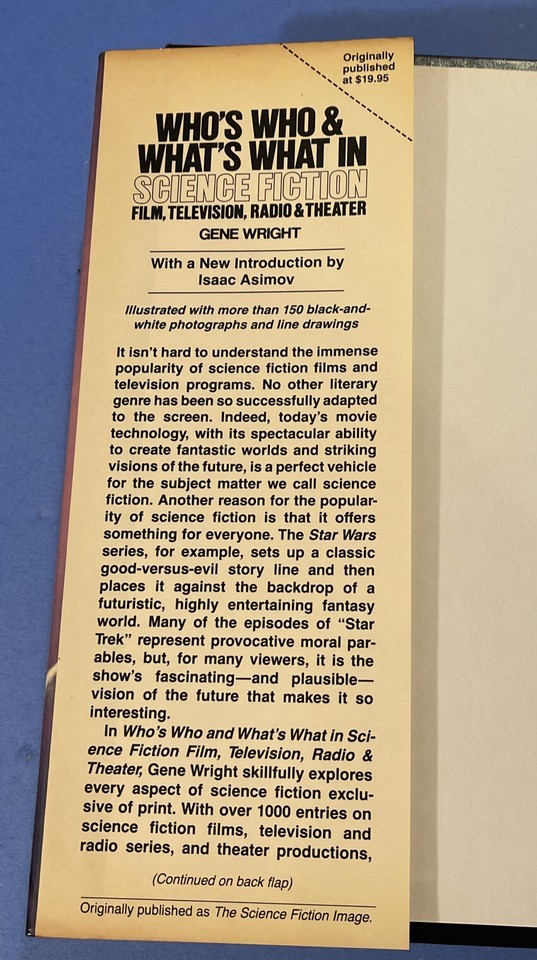 Originally
published
at $19.95
WHO'S WHO &
WHAT'S WHAT IN
SCIENCE FICTION
FILM, TELEVISION, RADIO & THEATER
GENE WRIGHT
With a New Introduction by
Isaac Asimov
Illustrated with more than 150 black-and-
white photographs and line drawings
It isn't hard to understand the immense
popularity of science fiction films and
television programs. No other literary
genre has been so successfully adapted
to the screen. Indeed, today's movie
technology, with its spectacular ability
to create fantastic worlds and striking
visions of the future, is a perfect vehicle
for the subject matter we call science
fiction. Another reason for the popular-
ity of science fiction is that it offers
something for everyone. The Star Wars
series, for example, sets up a classic
good-versus-evil story line and then
places it against the backdrop of a
futuristic, highly entertaining fantasy
world. Many of the episodes of "Star
Trek" represent provocative moral par-
ables, but, for many viewers, it is the
show's fascinating—and plausible—
vision of the future that makes it so
interesting.
In Who's Who and What's What in Sci-
ence Fiction Film, Television, Radio &
Theater, Gene Wright skillfully explores
every aspect of science fiction exclu-
sive of print. With over 1000 entries on
science fiction films, television and
radio series, and theater productions,
(Continued on back flap)
Originally published as The Science Fiction Image.